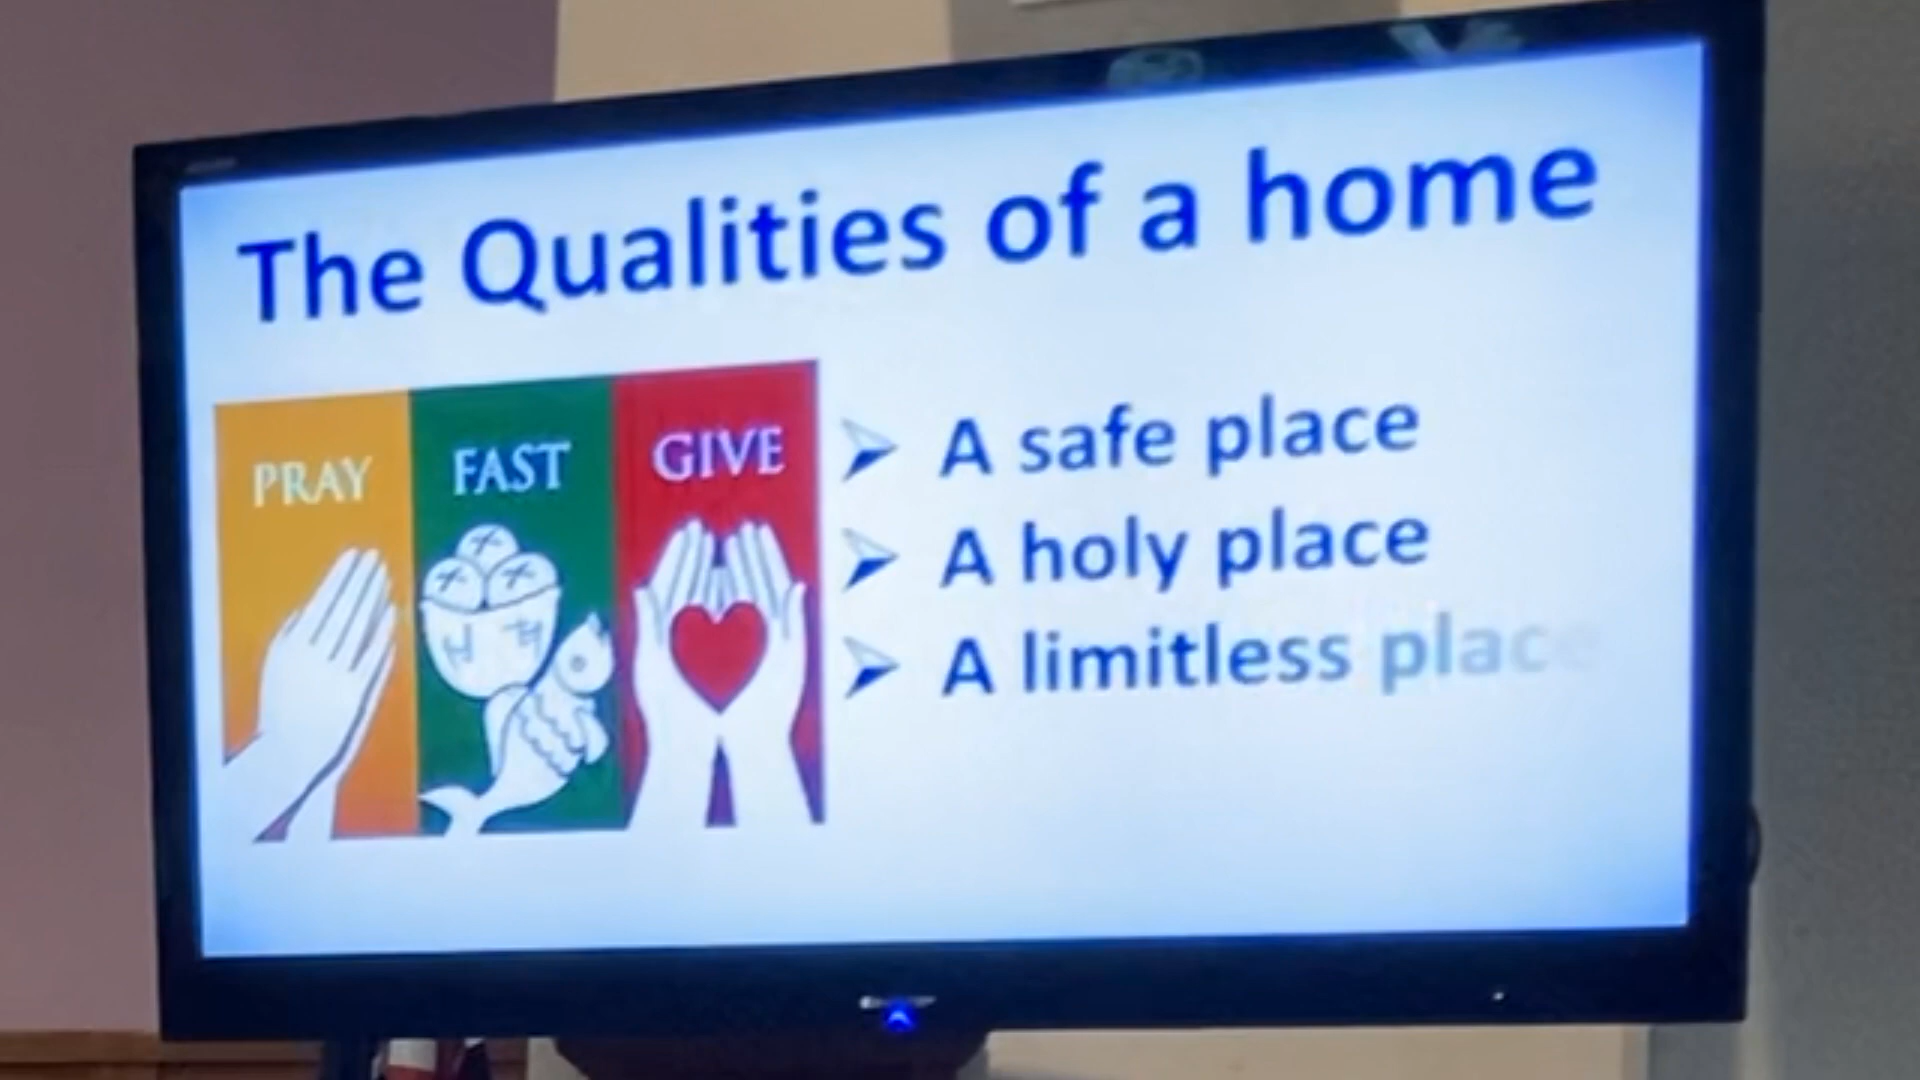 The Qualities of a home
PRAY
FAST
GIVE
A safe place
A holy place
A limitless place